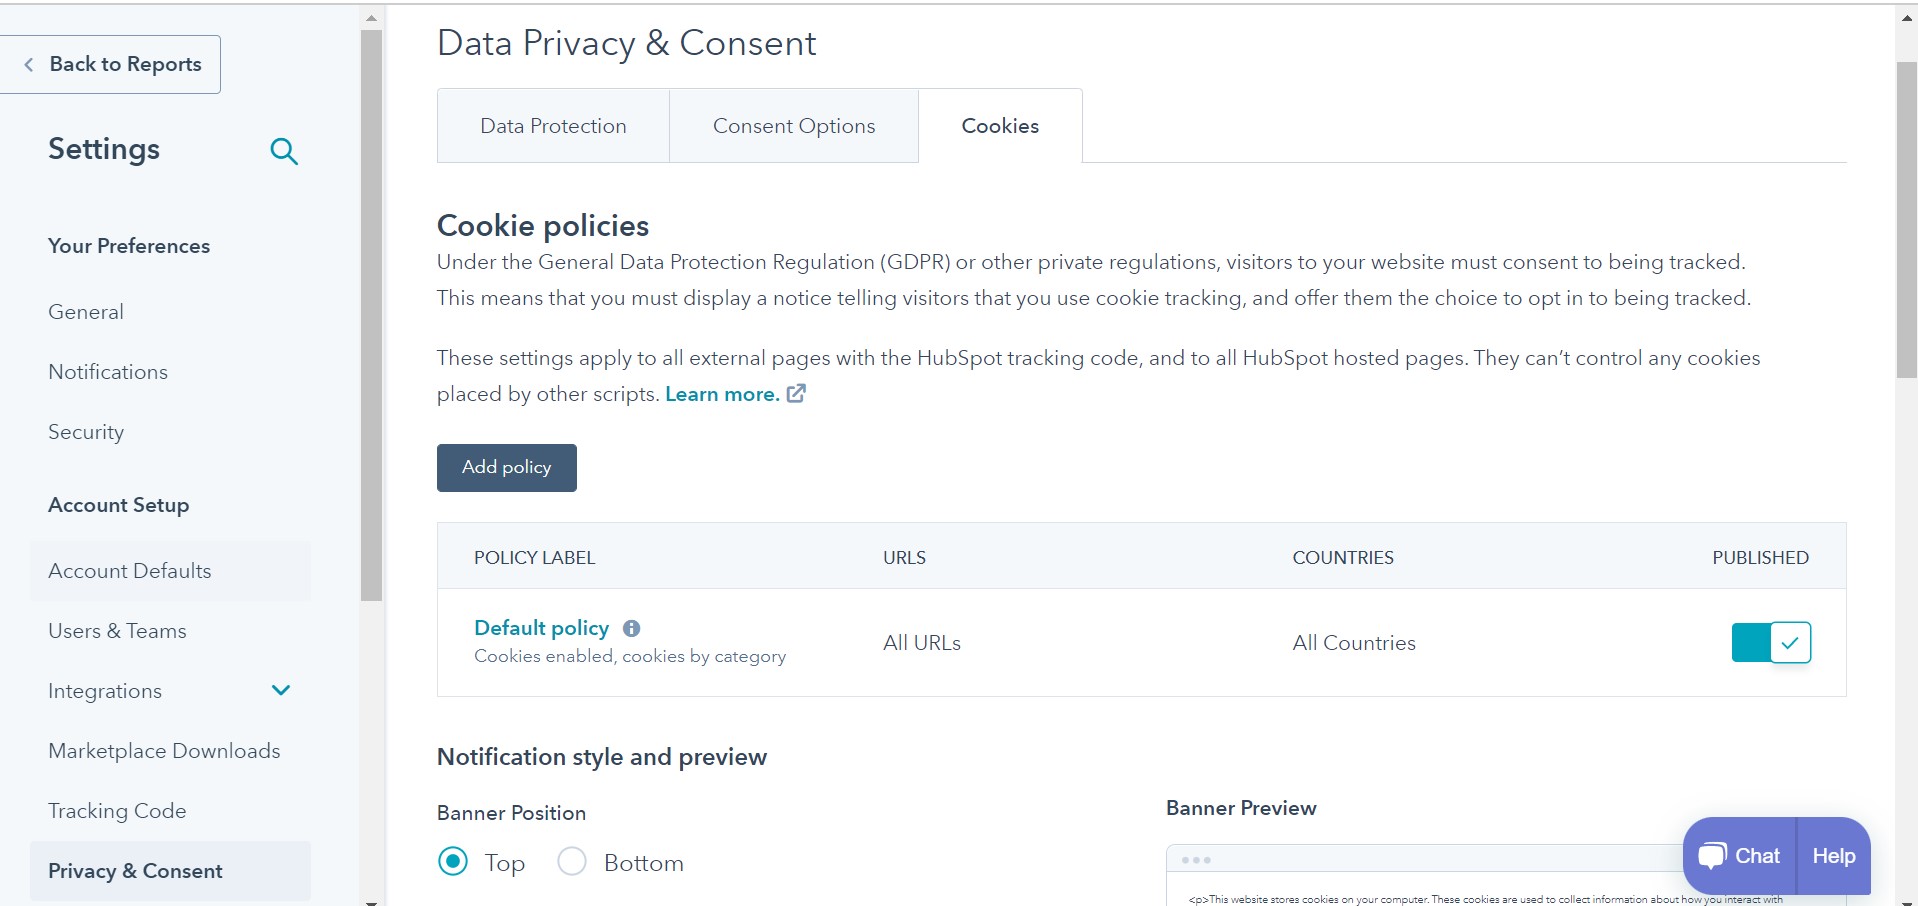 Back to Reports
Settings
Your Preferences
General
Notifications
Security
Account Setup
Account Defaults
Users & Teams
Integrations
Marketplace Downloads
Tracking Code
Privacy & Consent
Data Privacy & Consent
Data Protection
Consent Options
Cookies
Cookie policies
Under the General Data Protection Regulation (GDPR) or other private regulations, visitors to your website must consent to being tracked.
This means that you must display a notice telling visitors that you use cookie tracking, and offer them the choice to opt in to being tracked.
These settings apply to all external pages with the HubSpot tracking code, and to all HubSpot hosted pages. They can’t control any cookies
placed by other scripts. Learn more.
Add policy
POLICY LABEL URLS COUNTRIES PUBLISHED
Default policy
Cookies enabled, cookies by category
All URLs
All Countries
Notification style and preview
Banner Position
Top Bottom
Banner Preview
<p>This website stores cookies on your computer. These cookies are used to collect information about how you interact with
Chat
Help